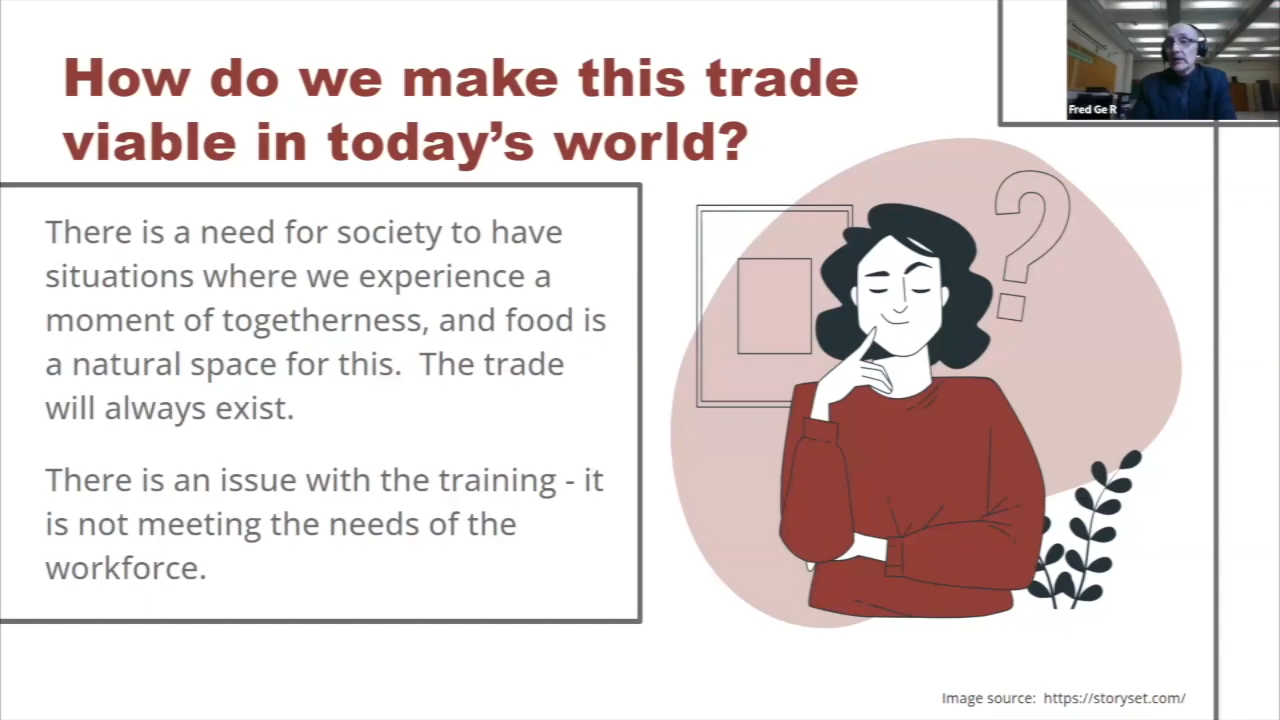 How do we make this trade
viable in today's world?
There is a need for society to have
situations where we experience a
moment of togetherness, and food is
a natural space for this.  The trade
will always exist.
There is an issue with the training - it
is not meeting the needs of the
workforce.
Fred Ge R
Image source:  https://storyset.com/